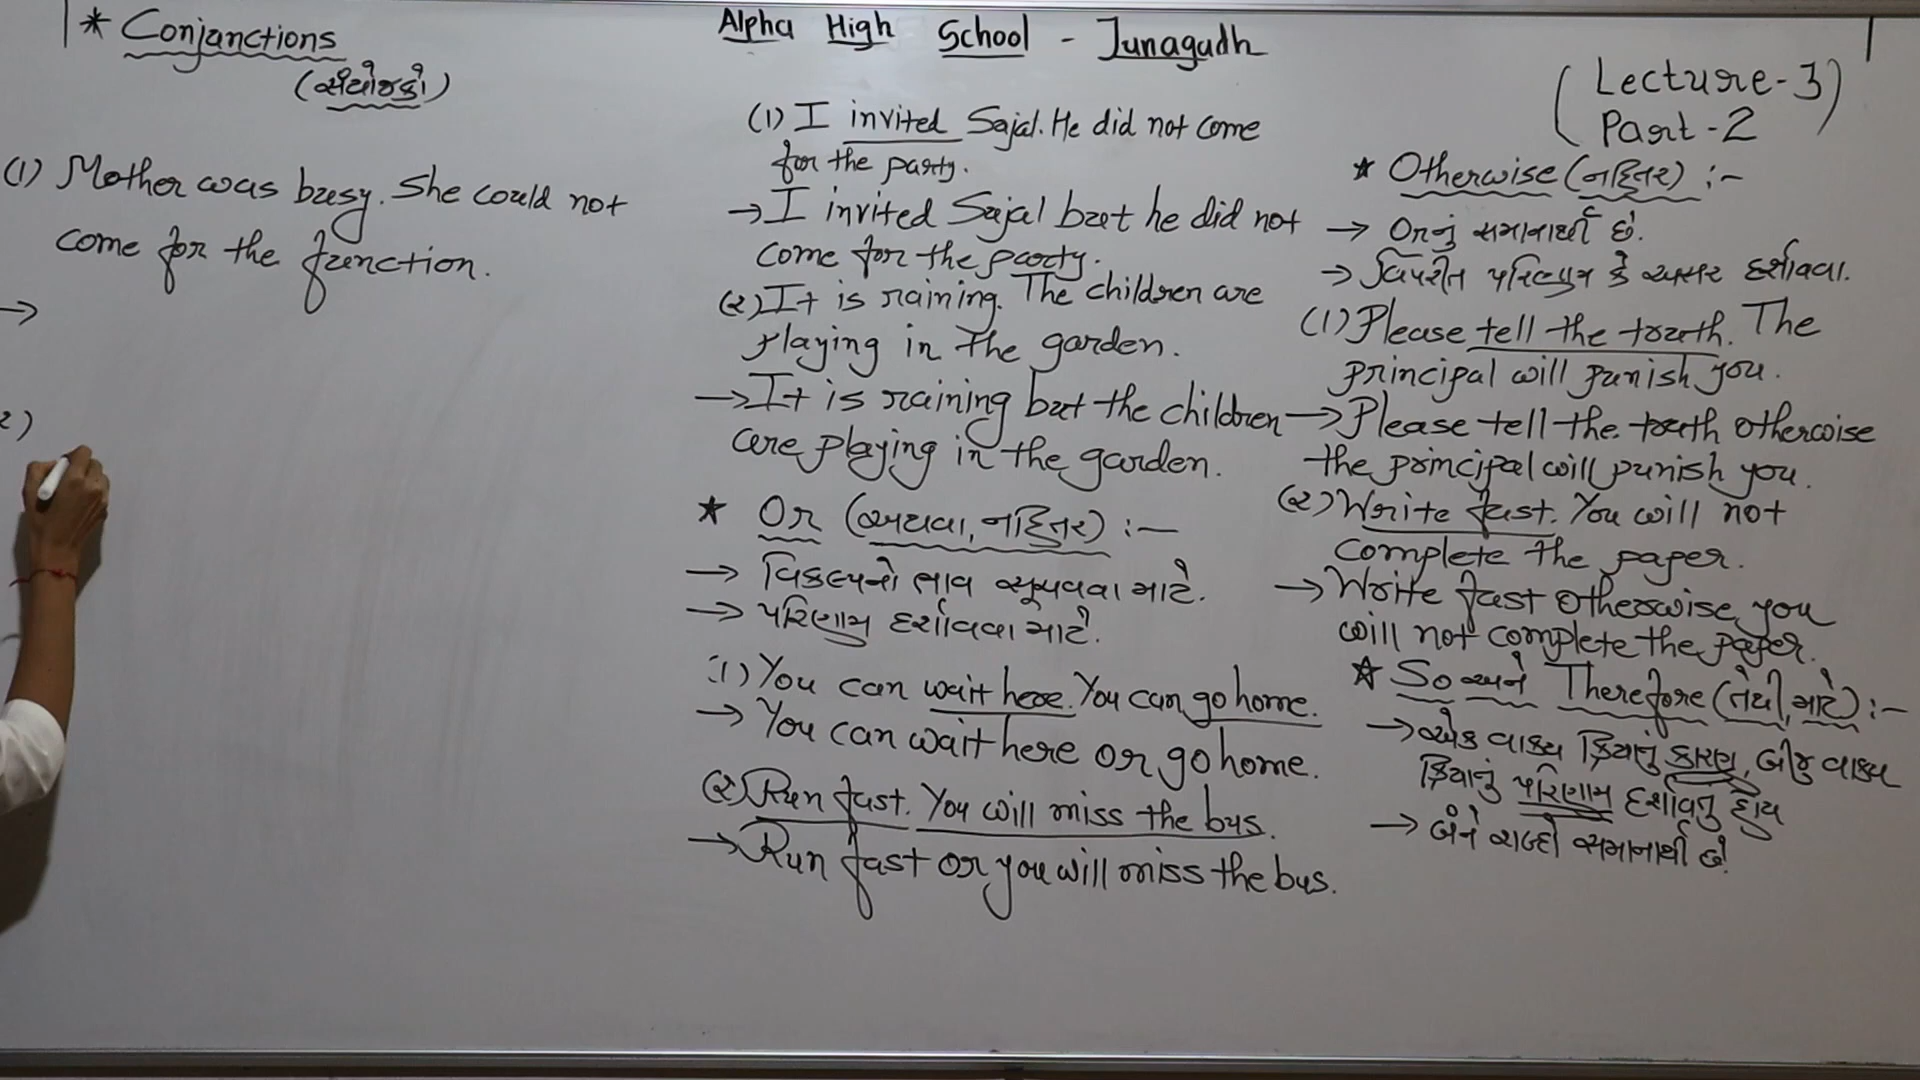 * Conjanctions
(સંયોજકો)
Alpha High School - Junagadh
(Lecture-3)
Part-2
(1) Mother was busy. She could not
come for the function.
→
(૨)
(1) I invited Sajal. He did not come
for the party.
→ I invited Sajal but he did not
come for the party.
(૨) It is raining. The children are
playing in the garden.
→ It is raining but the children
are playing in the garden.
* Or (અથવા, નહિતર) :-
→ વિકલ્પનો ભાવ સૂચવવા માટે.
→ પરિણામ દર્શાવવા માટે.
(1) You can wait here. You can go home.
→ You can wait here or go home.
(૨) Run fast. You will miss the bus.
→ Run fast or you will miss the bus.
* Otherwise (નહિતર) :-
→ Orનું સમાનાર્થી છે.
→ વિપરીત પરિણામ કે અસર દર્શાવવા.
(1) Please tell the truth. The
principal will punish you.
→ Please tell the truth otherwise
the principal will punish you.
(૨) Write fast. You will not
complete the paper.
→ Write fast otherwise you
will not complete the paper.
* So અને Therefore (તેથી, માટે) :-
→ એક વાક્ય ક્રિયાનું કારણ, બીજુ વાક્ય
ક્રિયાનું પરિણામ દર્શાવતુ હોય
→ બંને શબ્દો સમાનાર્થી છે